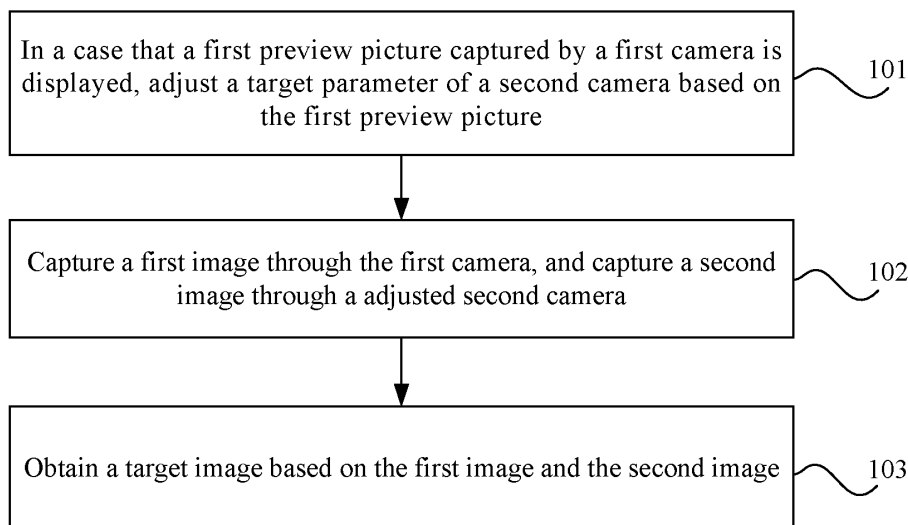 In a case that a first preview picture captured by a first camera is
displayed, adjust a target parameter of a second camera based on
the first preview picture
101
Capture a first image through the first camera, and capture a second
image through a adjusted second camera
102
Obtain a target image based on the first image and the second image
103